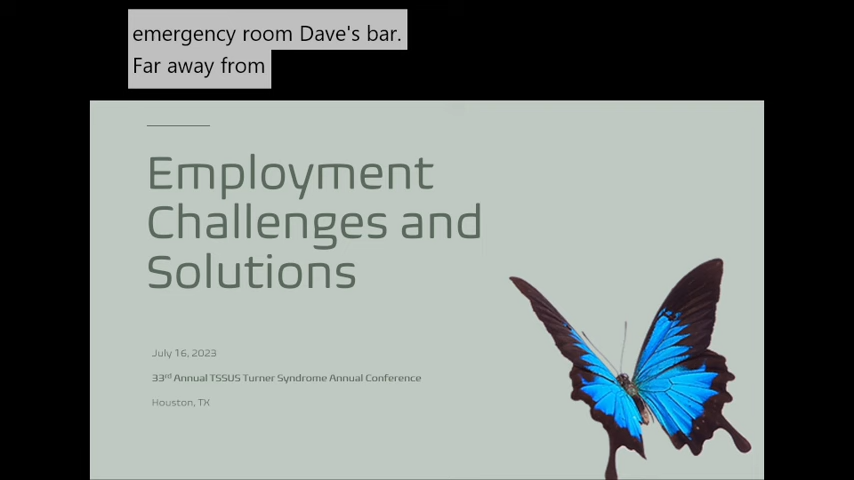 emergency room Dave's bar.
Far away from
Employment
Challenges and
Solutions
July 16, 2023
33rd Annual TSSUS Turner Syndrome Annual Conference
Houston, TX